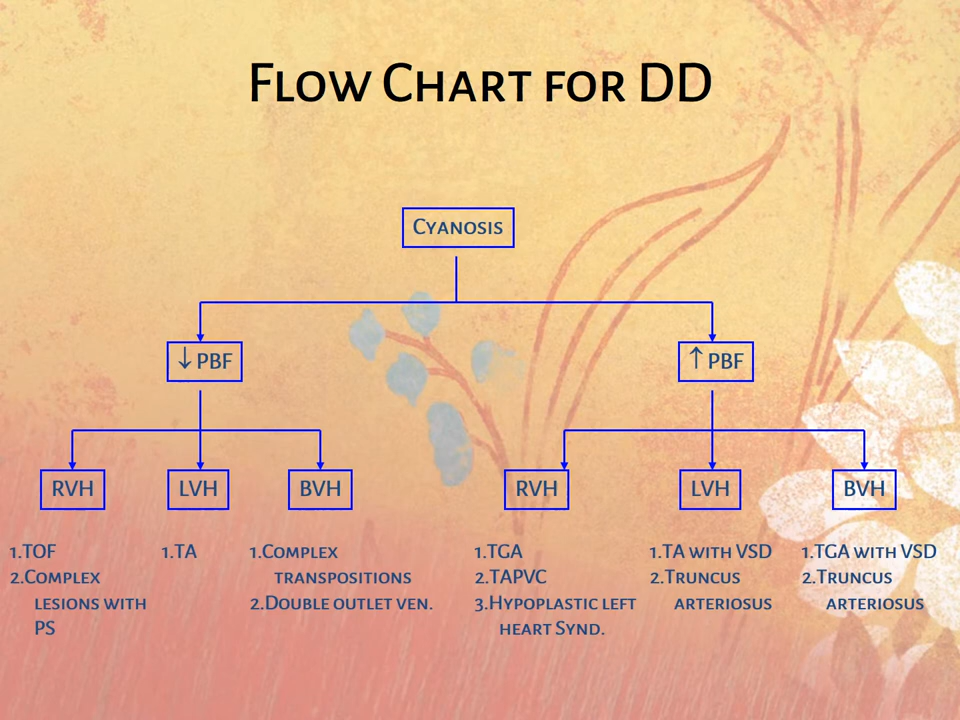 Flow Chart for DD
Cyanosis
↓ PBF
↑ PBF
RVH
LVH
BVH
RVH
LVH
BVH
1.TOF
2.Complex
lesions with
PS
1.TA
1.Complex
transpositions
2.Double outlet ven.
1.TGA
2.TAPVC
3.Hypoplastic left
heart Synd.
1.TA with VSD
2.Truncus
arteriosus
1.TGA with VSD
2.Truncus
arteriosus